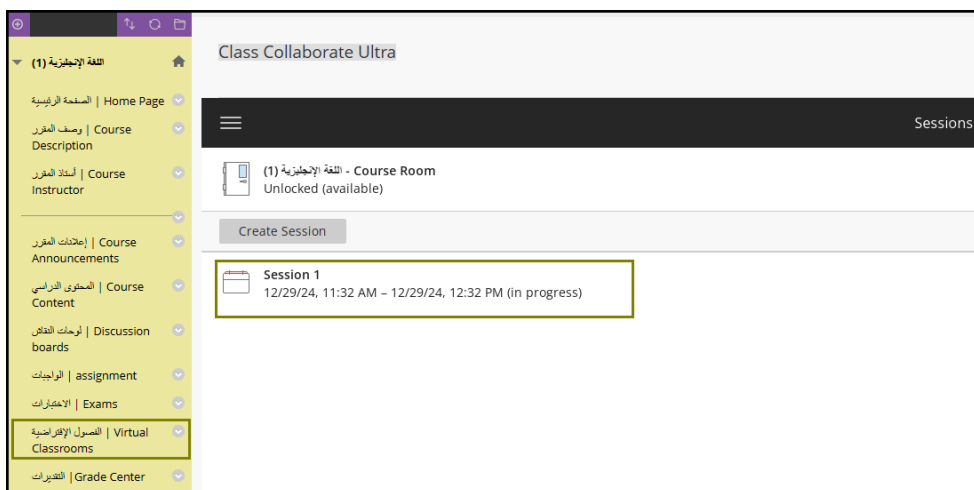 اللغة الإنجليزية (1)
الصفحة الرئيسية | Home Page
وصف المقرر | Course
Description
أستاذ المقرر | Course
Instructor
إعلانات المقرر | Course
Announcements
المحتوى الدراسي | Course
Content
لوحات النقاش | Discussion
boards
الواجبات | assignment
الاختبارات | Exams
الفصول الإفتراضية | Virtual
Classrooms
التقديرات |Grade Center
Class Collaborate Ultra
Sessions
اللغة الإنجليزية (1) - Course Room
Unlocked (available)
Create Session
Session 1
12/29/24, 11:32 AM – 12/29/24, 12:32 PM (in progress)